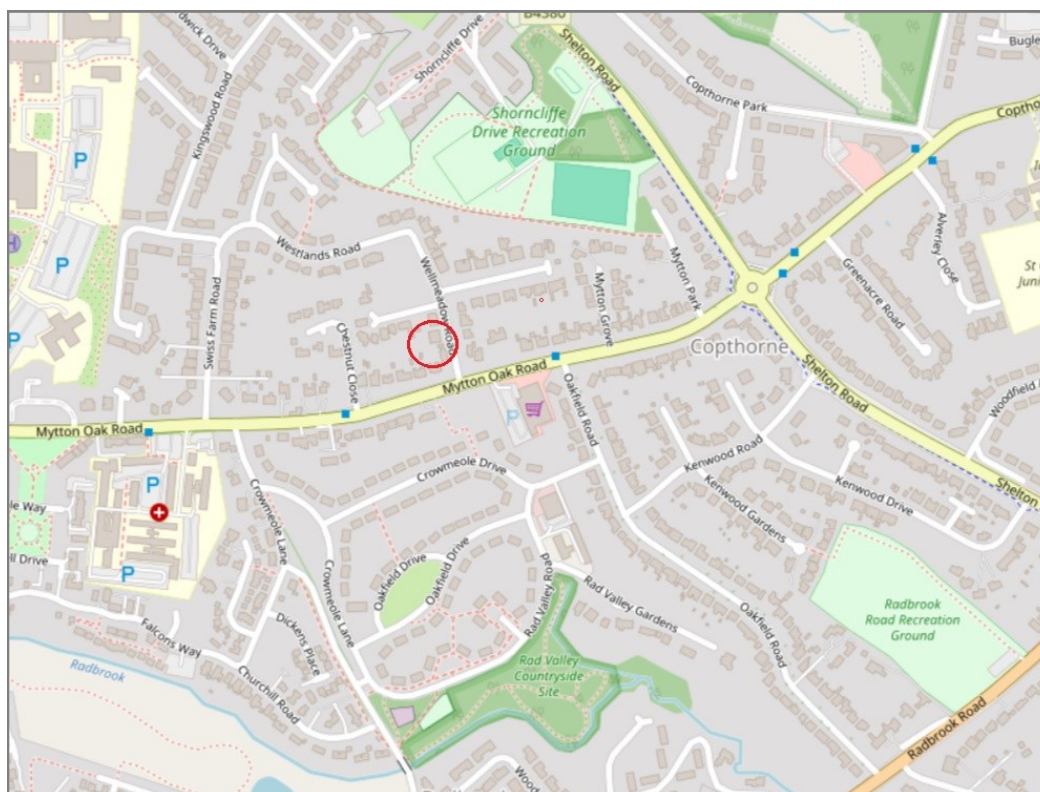 B4380
Shelton Road
Bugle
Shorncliffe Drive
Kingswood Road
Copthorne Park
Copthorne
P
Shorncliffe
Drive Recreation
Ground
Alverley Close
Westlands Road
Wellmeadow Road
Mytton Park
Mytton Grove
Greenacre Road
H
P
P
St
Juni
Swiss Farm Road
Chestnut Close
Copthorne
Mytton Oak Road
Shelton Road
Mytton Oak Road
P
Oakfield Road
Woodfield
Kenwood Road
Crowmeole Drive
Kenwood Drive
Shelton
Kenwood Gardens
P
le Way
Crowmeole Lane
ll Drive
P
Crowmeole Lane
Oakfield Drive
Oakfield Drive
Rad Valley Road
Rad Valley Gardens
Oakfield Road
Radbrook
Road Recreation
Ground
Falcons Way
Dickens Place
Radbrook
Churchill Road
Rad Valley
Countryside
Site
Radbrook Road
Wood